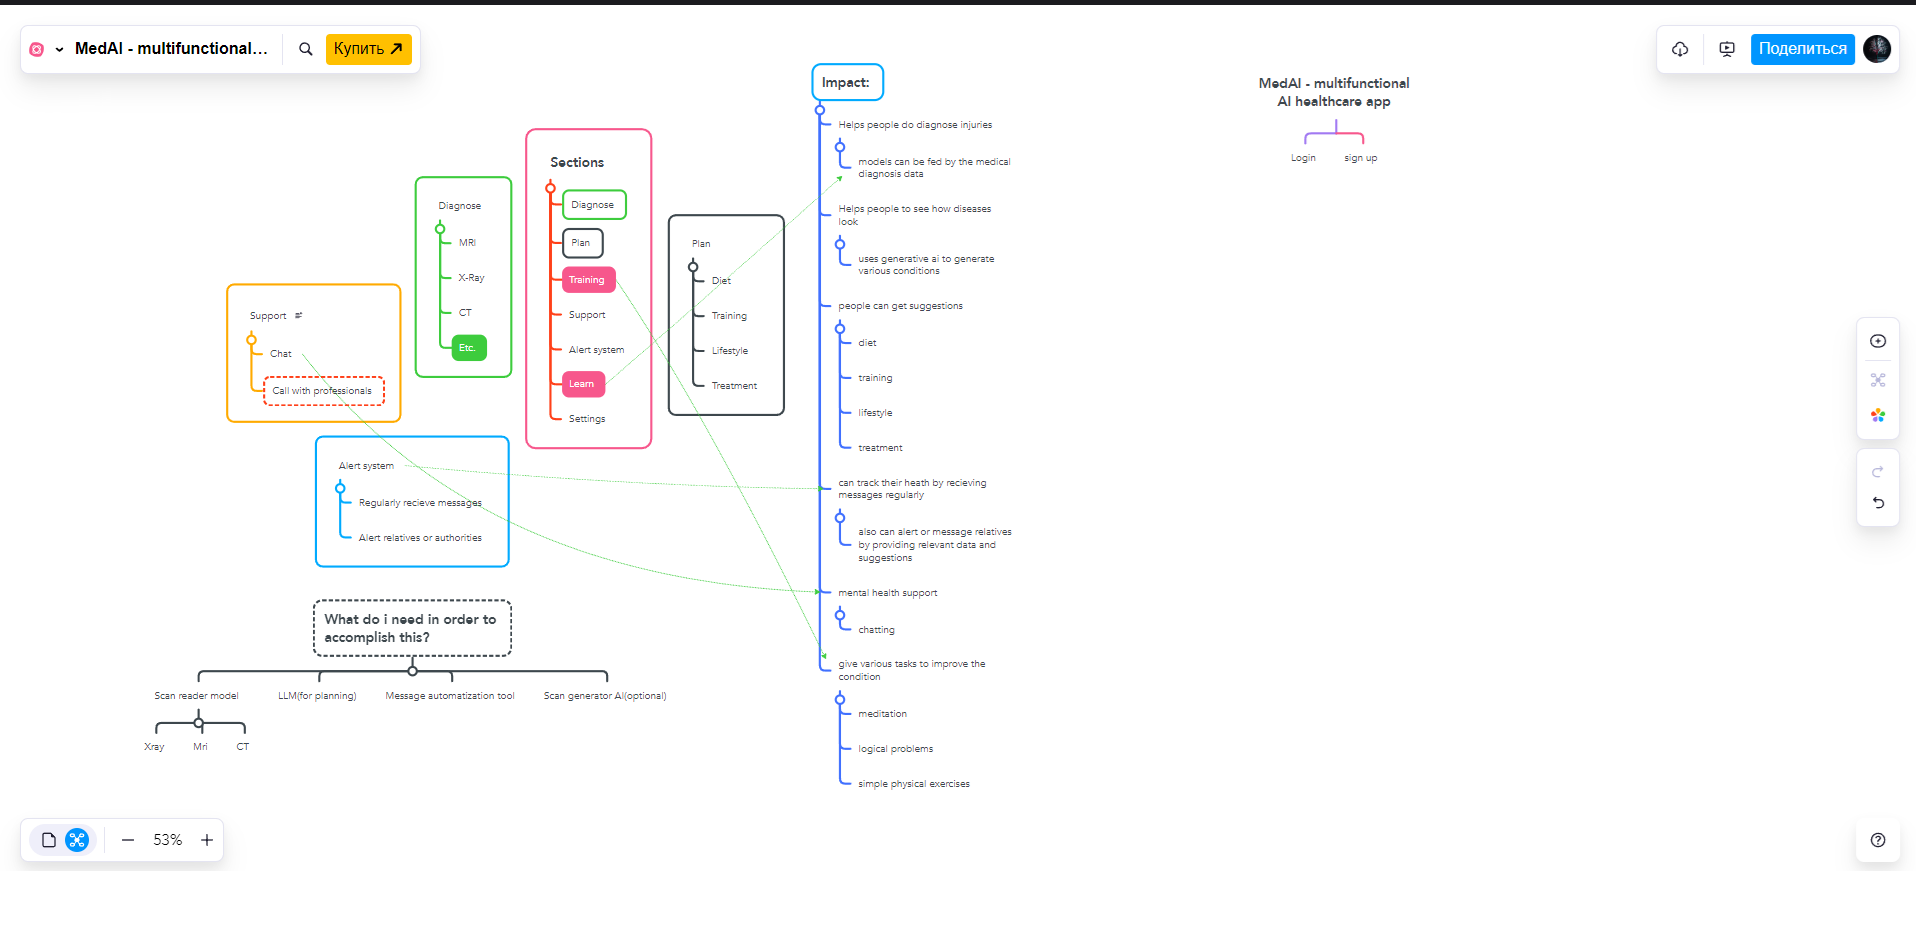 MedAI - multifunctional...
Купить
Поделиться
Impact:
Helps people do diagnose injuries
models can be fed by the medical
diagnosis data
Helps people to see how diseases
look
uses generative ai to generate
various conditions
people can get suggestions
diet
training
lifestyle
treatment
can track their heath by recieving
messages regularly
also can alert or message relatives
by providing relevant data and
suggestions
mental health support
chatting
give various tasks to improve the
condition
meditation
logical problems
simple physical exercises
MedAI - multifunctional
AI healthcare app
Login
sign up
Sections
Diagnose
Plan
Training
Support
Alert system
Learn
Settings
Diagnose
MRI
X-Ray
CT
Etc.
Plan
Diet
Training
Lifestyle
Treatment
Support
Chat
Call with professionals
Alert system
Regularly recieve messages
Alert relatives or authorities
What do i need in order to
accomplish this?
Scan reader model
LLM(for planning)
Message automatization tool
Scan generator AI(optional)
Xray
Mri
CT
53%